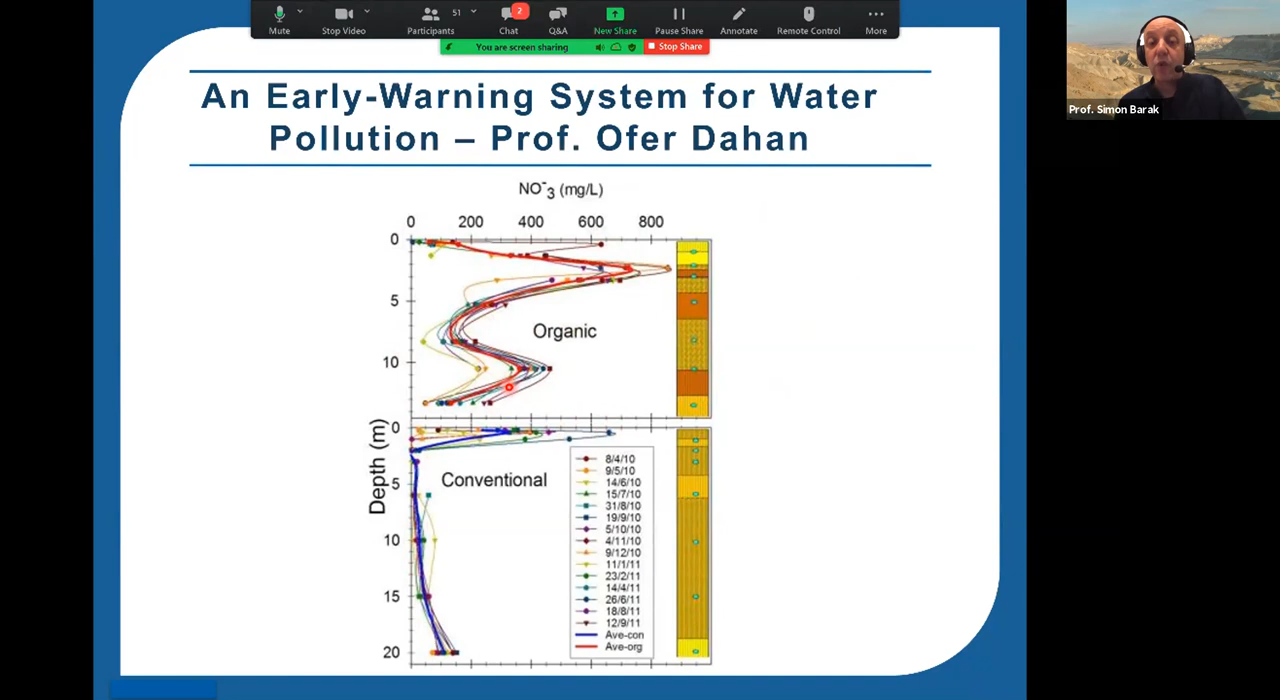 51
2
Mute
Stop Video
Participants
Chat
Q&A
New Share
Pause Share
Annotate
Remote Control
More
You are screen sharing
Stop Share
Prof. Simon Barak
An Early-Warning System for Water
Pollution – Prof. Ofer Dahan
NO⁻₃ (mg/L)
0 200 400 600 800
0
5
10
Organic
Depth (m)
0
5
10
15
20
Conventional
8/4/10
9/5/10
14/6/10
15/7/10
31/8/10
19/9/10
5/10/10
4/11/10
9/12/10
11/1/11
23/2/11
14/4/11
26/6/11
18/8/11
12/9/11
Ave-con
Ave-org